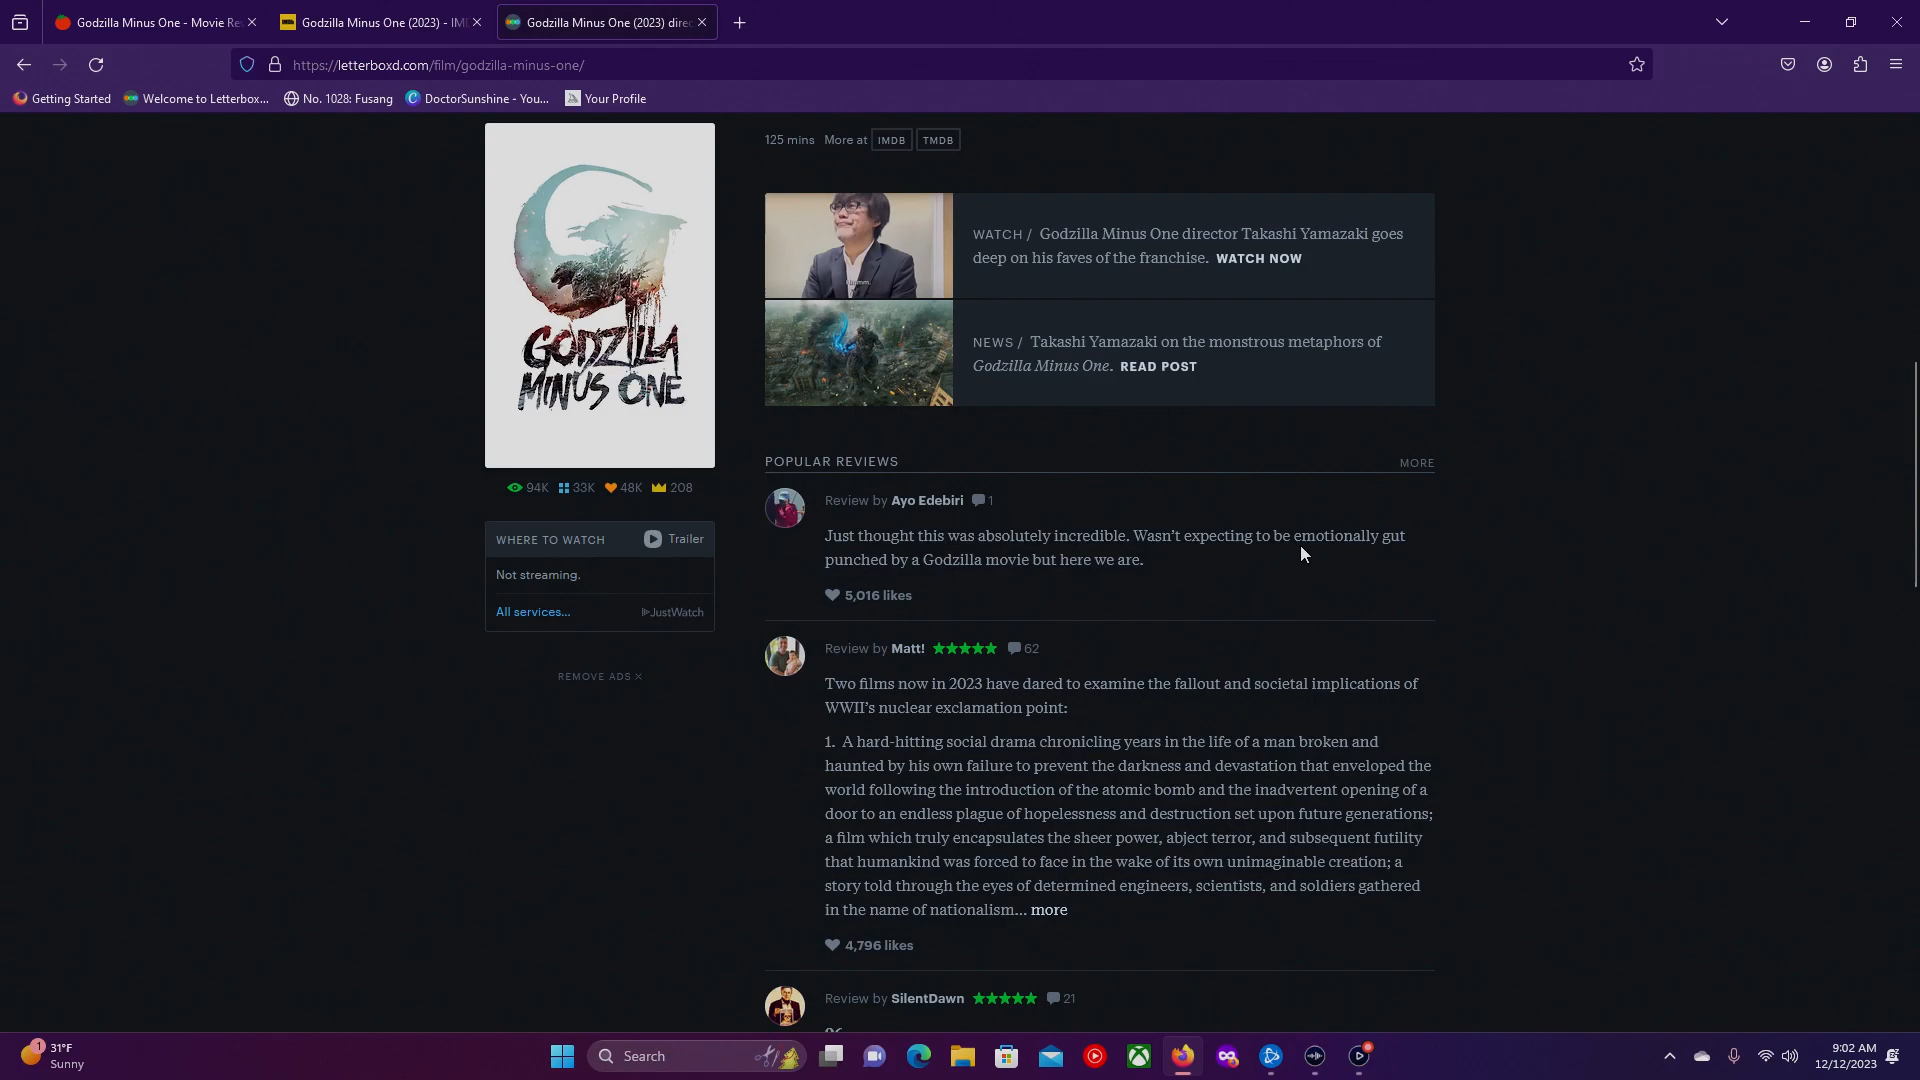 Godzilla Minus One - Movie Re
Godzilla Minus One (2023) - IM
Godzilla Minus One (2023) direc
https://letterboxd.com/film/godzilla-minus-one/
Getting Started
Welcome to Letterbox...
No. 1028: Fusang
DoctorSunshine - You...
Your Profile
125 mins More at IMDB TMDB
GODZILLA
MINUS ONE
WATCH / Godzilla Minus One director Takashi Yamazaki goes
deep on his faves of the franchise. WATCH NOW
NEWS / Takashi Yamazaki on the monstrous metaphors of
Godzilla Minus One. READ POST
94K 33K 48K 208
WHERE TO WATCH Trailer
Not streaming.
All services... JustWatch
REMOVE ADS
POPULAR REVIEWS MORE
Review by Ayo Edebiri 1
Just thought this was absolutely incredible. Wasn’t expecting to be emotionally gut
punched by a Godzilla movie but here we are.
5,016 likes
Review by Matt! ★★★★★ 62
Two films now in 2023 have dared to examine the fallout and societal implications of
WWII’s nuclear exclamation point:
1. A hard-hitting social drama chronicling years in the life of a man broken and
haunted by his own failure to prevent the darkness and devastation that enveloped the
world following the introduction of the atomic bomb and the inadvertent opening of a
door to an endless plague of hopelessness and destruction set upon future generations;
a film which truly encapsulates the sheer power, abject terror, and subsequent futility
that humankind was forced to face in the wake of its own unimaginable creation; a
story told through the eyes of determined engineers, scientists, and soldiers gathered
in the name of nationalism... more
4,796 likes
Review by SilentDawn ★★★★★ 21
1
31°F
Sunny
Search
9:02 AM
12/12/2023